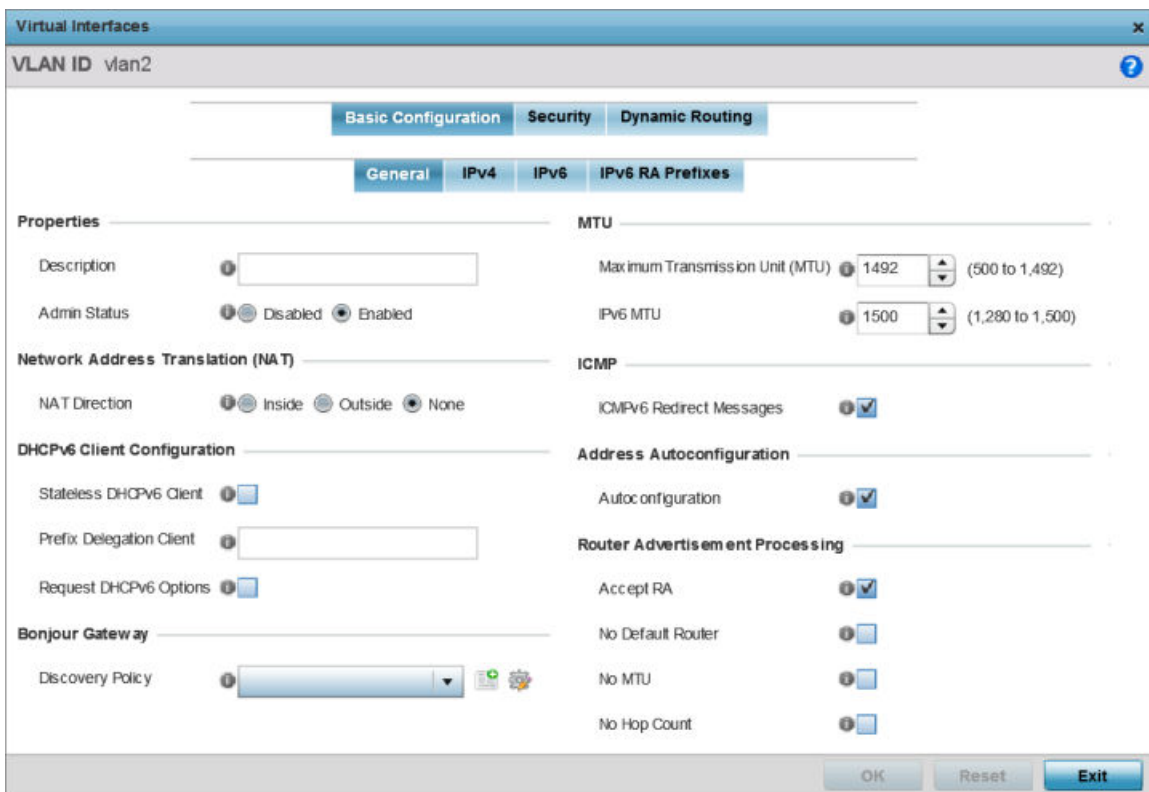 Virtual Interfaces
VLAN ID vlan2
Basic Configuration Security Dynamic Routing
General IPv4 IPv6 IPv6 RA Prefixes
Properties
Description
Admin Status Disabled Enabled
Network Address Translation (NAT)
NAT Direction Inside Outside None
DHCPv6 Client Configuration
Stateless DHCPv6 Client
Prefix Delegation Client
Request DHCPv6 Options
Bonjour Gateway
Discovery Policy
MTU
Maximum Transmission Unit (MTU) 1492 (500 to 1,492)
IPv6 MTU 1500 (1,280 to 1,500)
ICMP
ICMPv6 Redirect Messages
Address Autoconfiguration
Autoconfiguration
Router Advertisement Processing
Accept RA
No Default Router
No MTU
No Hop Count
OK Reset Exit